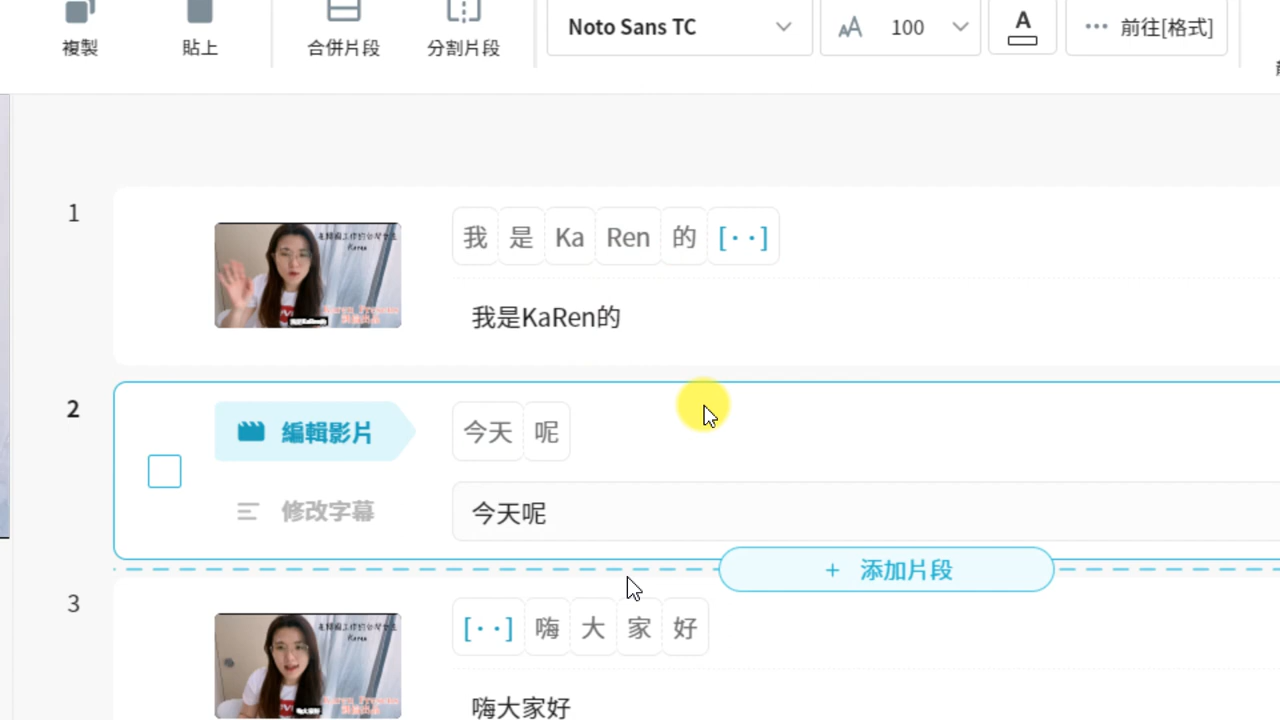 複製 貼上 合併片段 分割片段 Noto Sans TC 100 A ··· 前往[格式]
1
我 是 Ka Ren 的 [··]
我是KaRen的
2
編輯影片 今天 呢
修改字幕 今天呢
+ 添加片段
3
[··] 嗨 大 家 好
嗨大家好